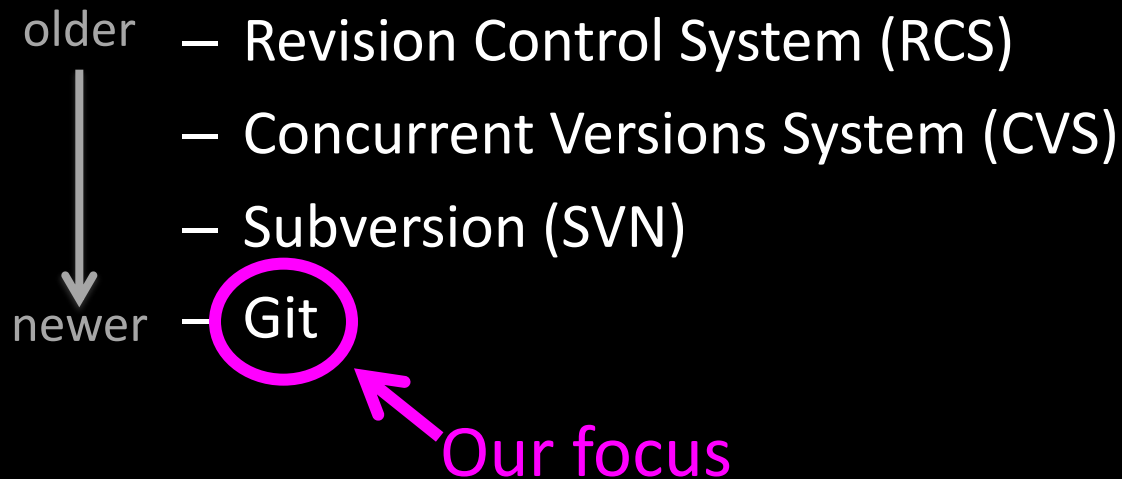 older
– Revision Control System (RCS)
– Concurrent Versions System (CVS)
– Subversion (SVN)
newer
– Git
Our focus